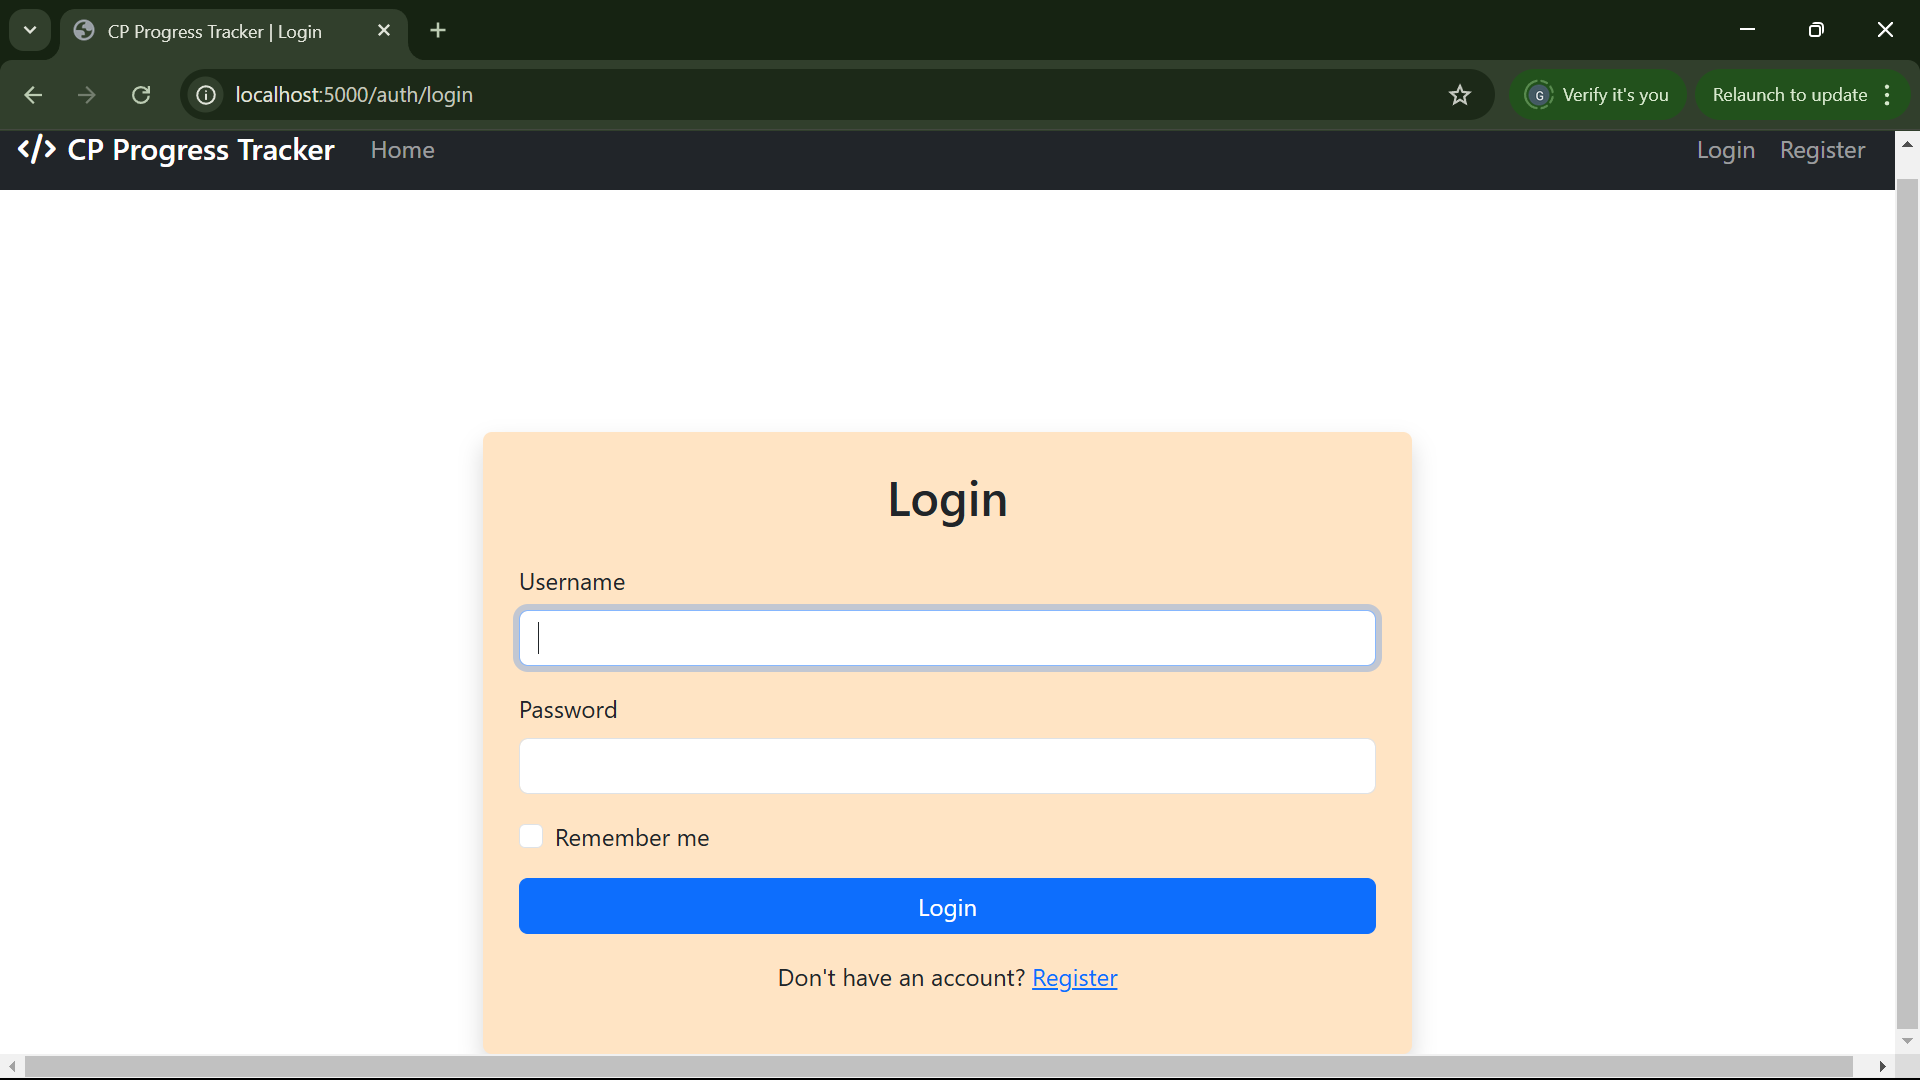 CP Progress Tracker | Login
localhost:5000/auth/login
G
Verify it's you
Relaunch to update
</> CP Progress Tracker
Home
Login
Register
Login
Username
Password
Remember me
Login
Don't have an account? Register